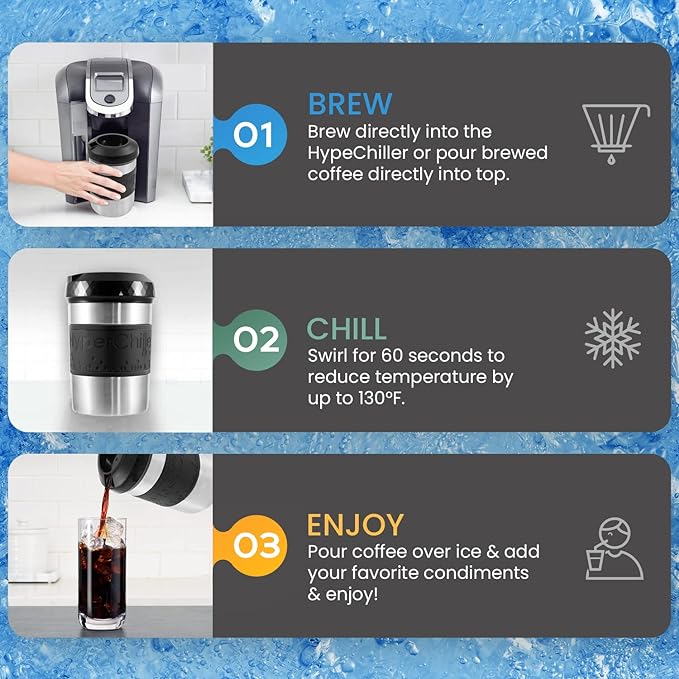 01
BREW
Brew directly into the
HypeChiller or pour brewed
coffee directly into top.
02
CHILL
Swirl for 60 seconds to
reduce temperature by
up to 130°F.
HyperChiller
03
ENJOY
Pour coffee over ice & add
your favorite condiments
& enjoy!